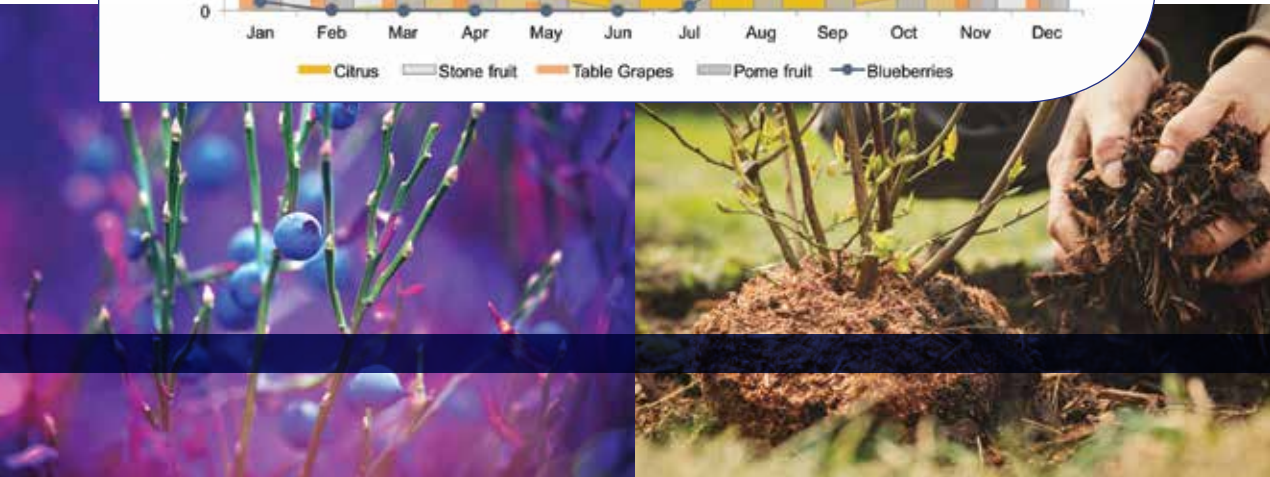 0
Jan Feb Mar Apr May Jun Jul Aug Sep Oct Nov Dec
Citrus Stone fruit Table Grapes Pome fruit Blueberries